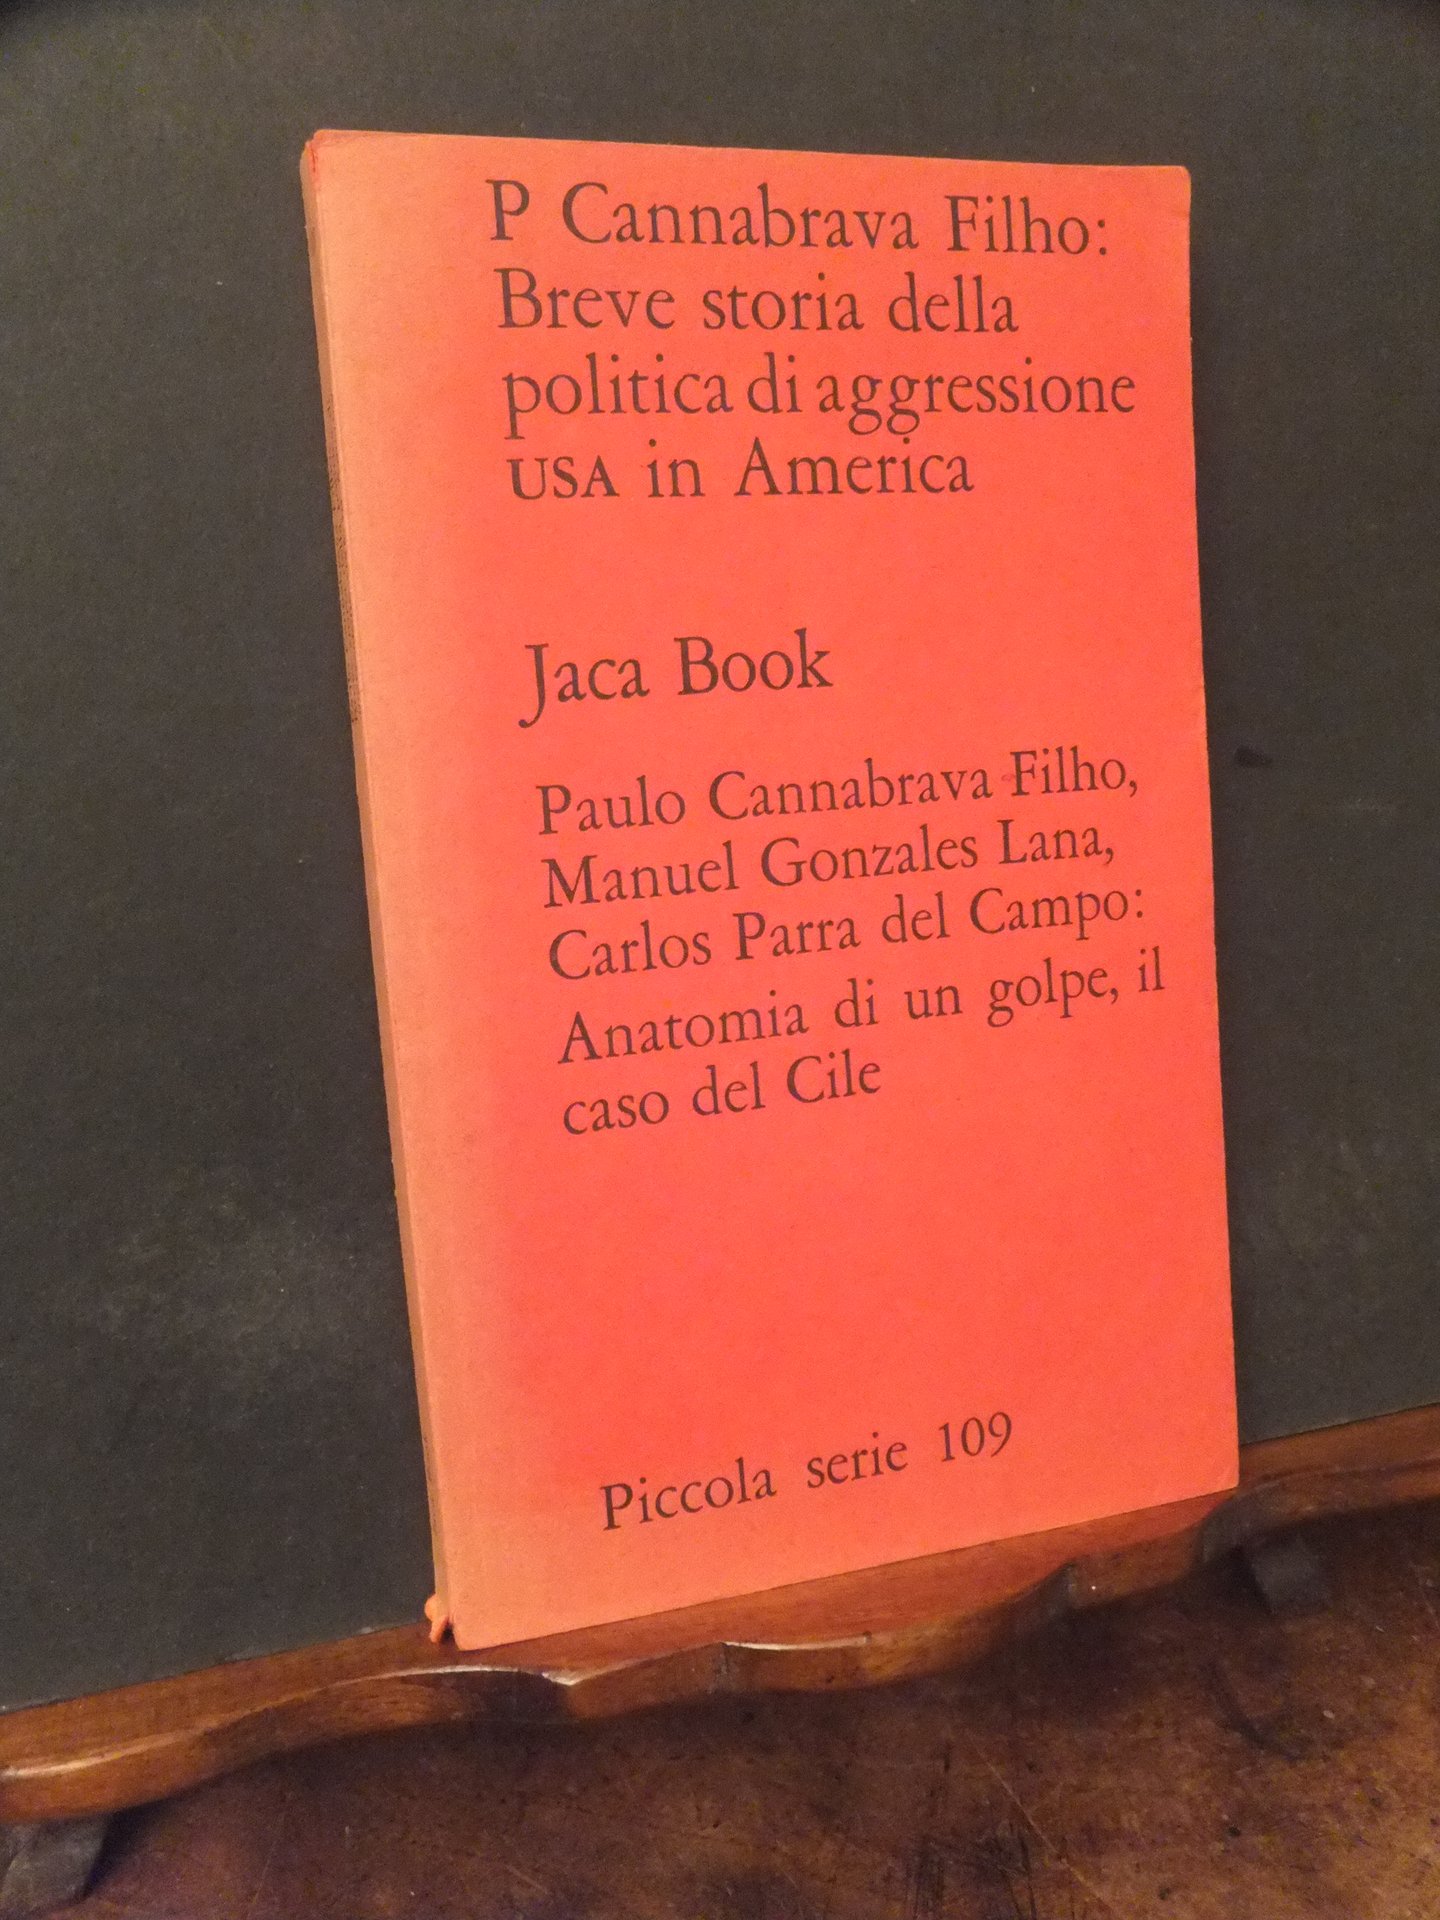 P Cannabrava Filho:
Breve storia della
politica di aggressione
USA in America
Jaca Book
Paulo Cannabrava Filho,
Manuel Gonzales Lana,
Carlos Parra del Campo:
Anatomia di un golpe, il
caso del Cile
Piccola serie 109